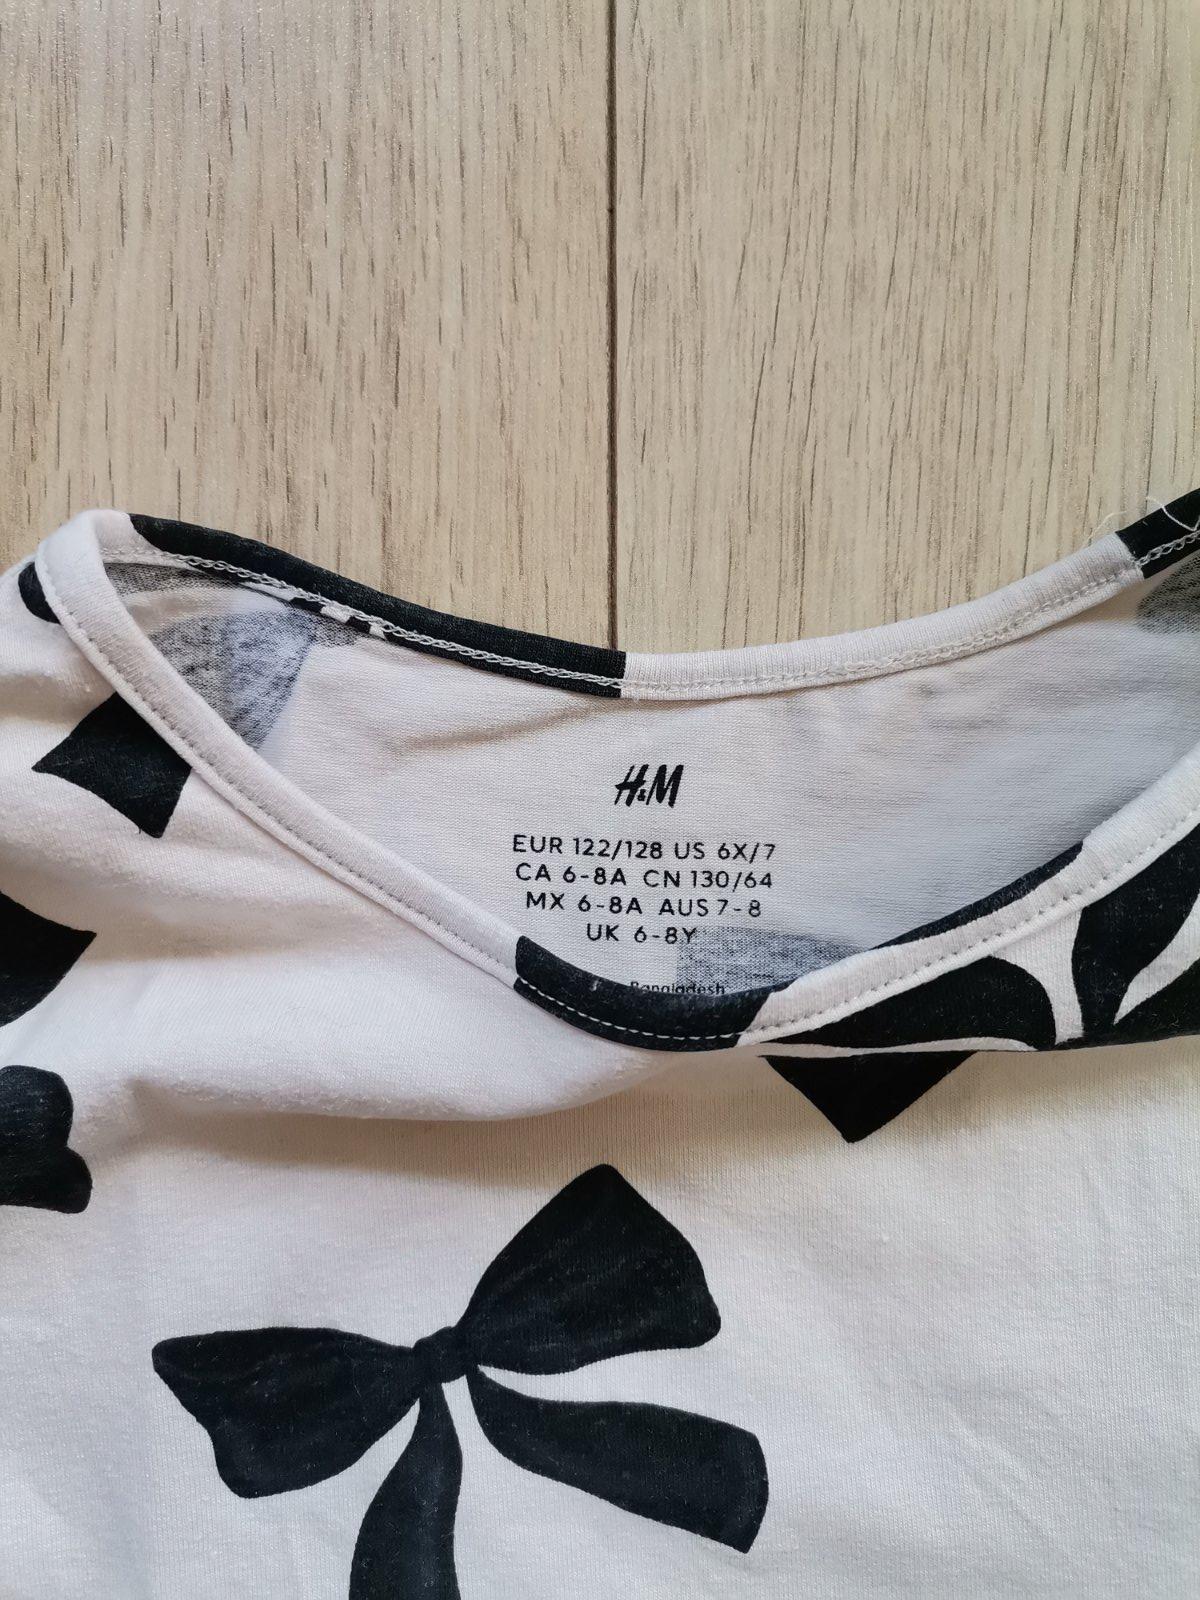 H&M
EUR 122/128 US 6X/7
CA 6-8A CN 130/64
MX 6-8A AUS 7-8
UK 6-8Y
Bangladesh